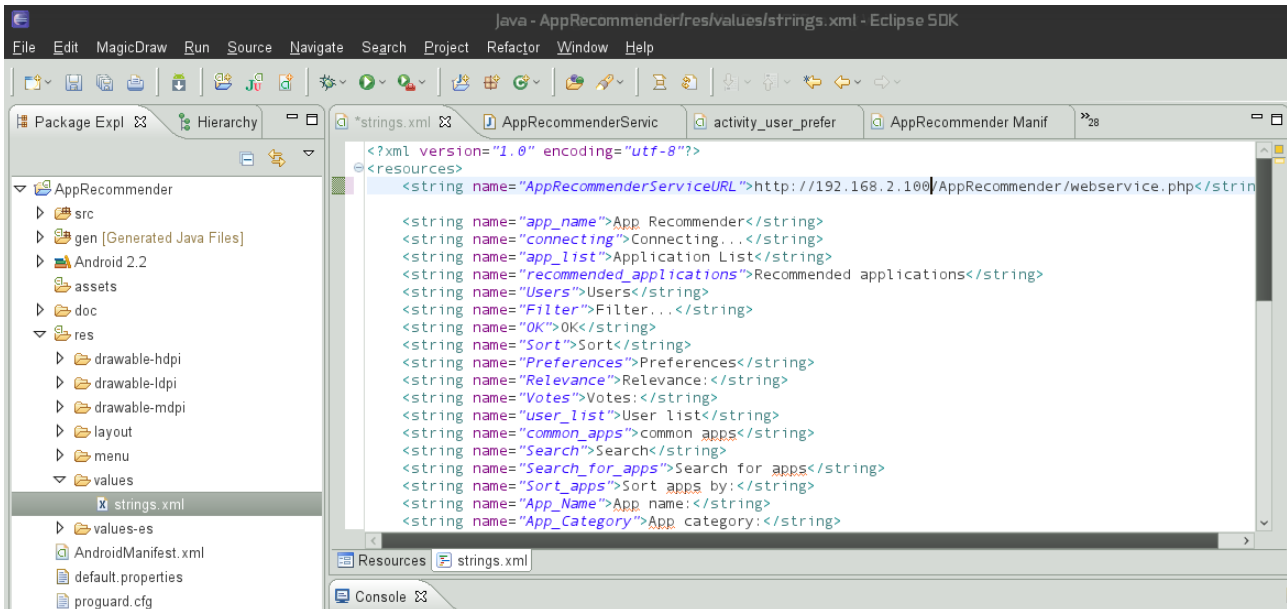 Java - AppRecommender/res/values/strings.xml - Eclipse SDK
File Edit MagicDraw Run Source Navigate Search Project Refactor Window Help
Package Expl Hierarchy
*strings.xml AppRecommenderServic activity_user_prefer AppRecommender Manif »28
AppRecommender
src
gen [Generated Java Files]
Android 2.2
assets
doc
res
drawable-hdpi
drawable-ldpi
drawable-mdpi
layout
menu
values
strings.xml
values-es
AndroidManifest.xml
default.properties
proguard.cfg
<?xml version="1.0" encoding="utf-8"?>
<resources>
<string name="AppRecommenderServiceURL">http://192.168.2.100/AppRecommender/webservice.php</strin
<string name="app_name">App Recommender</string>
<string name="connecting">Connecting...</string>
<string name="app_list">Application List</string>
<string name="recommended_applications">Recommended applications</string>
<string name="Users">Users</string>
<string name="Filter">Filter...</string>
<string name="OK">OK</string>
<string name="Sort">Sort</string>
<string name="Preferences">Preferences</string>
<string name="Relevance">Relevance:</string>
<string name="Votes">Votes:</string>
<string name="user_list">User list</string>
<string name="common_apps">common apps</string>
<string name="Search">Search</string>
<string name="Search_for_apps">Search for apps</string>
<string name="Sort_apps">Sort apps by:</string>
<string name="App_Name">App name:</string>
<string name="App_Category">App category:</string>
Resources strings.xml
Console